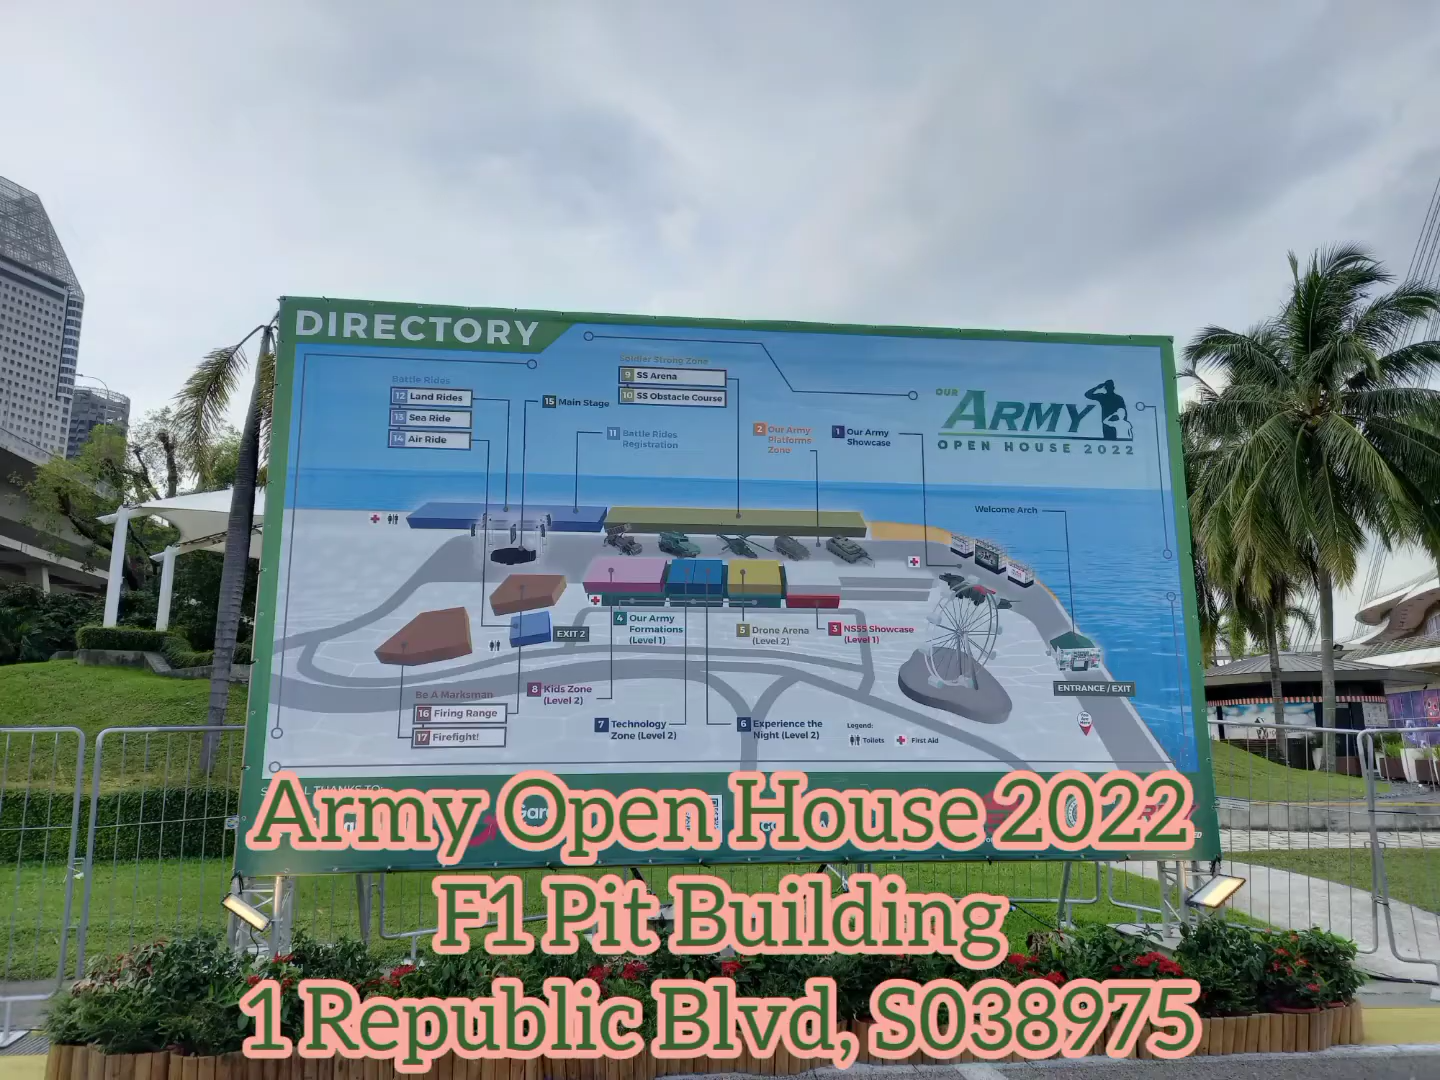 DIRECTORY
Battle Rides
12 Land Rides
13 Sea Ride
14 Air Ride
15 Main Stage
Soldier Strong Zone
9 SS Arena
10 SS Obstacle Course
11 Battle Rides
Registration
2 Our Army
Platforms
Zone
1 Our Army
Showcase
OUR
ARMY
OPEN HOUSE 2022
Welcome Arch
EXIT 2
4 Our Army
Formations
(Level 1)
5 Drone Arena
(Level 2)
3 NS55 Showcase
(Level 1)
ENTRANCE / EXIT
You
Are
Here
Be A Marksman
16 Firing Range
17 Firefight!
8 Kids Zone
(Level 2)
7 Technology
Zone (Level 2)
6 Experience the
Night (Level 2)
Legend:
Toilets
First Aid
THANKS TO:
Army Open House 2022
F1 Pit Building
1 Republic Blvd, S038975